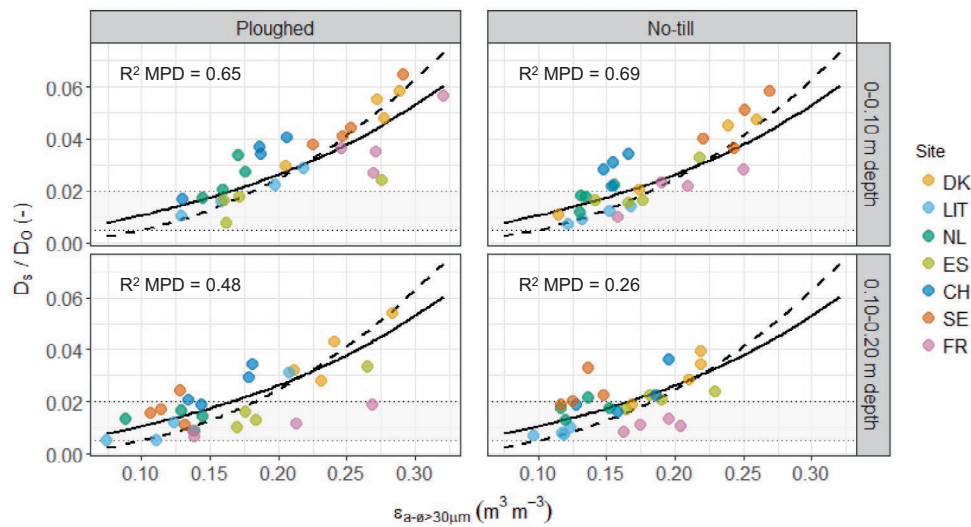 Ploughed
No-till
R² MPD = 0.65
R² MPD = 0.69
0-0.10 m depth
0.06
0.04
0.02
0.00
R² MPD = 0.48
R² MPD = 0.26
0.10-0.20 m depth
0.06
0.04
0.02
0.00
Dₛ / D₀ (-)
0.10 0.15 0.20 0.25 0.30
0.10 0.15 0.20 0.25 0.30
εa-ø>30μm (m³ m⁻³)
Site
DK
LIT
NL
ES
CH
SE
FR